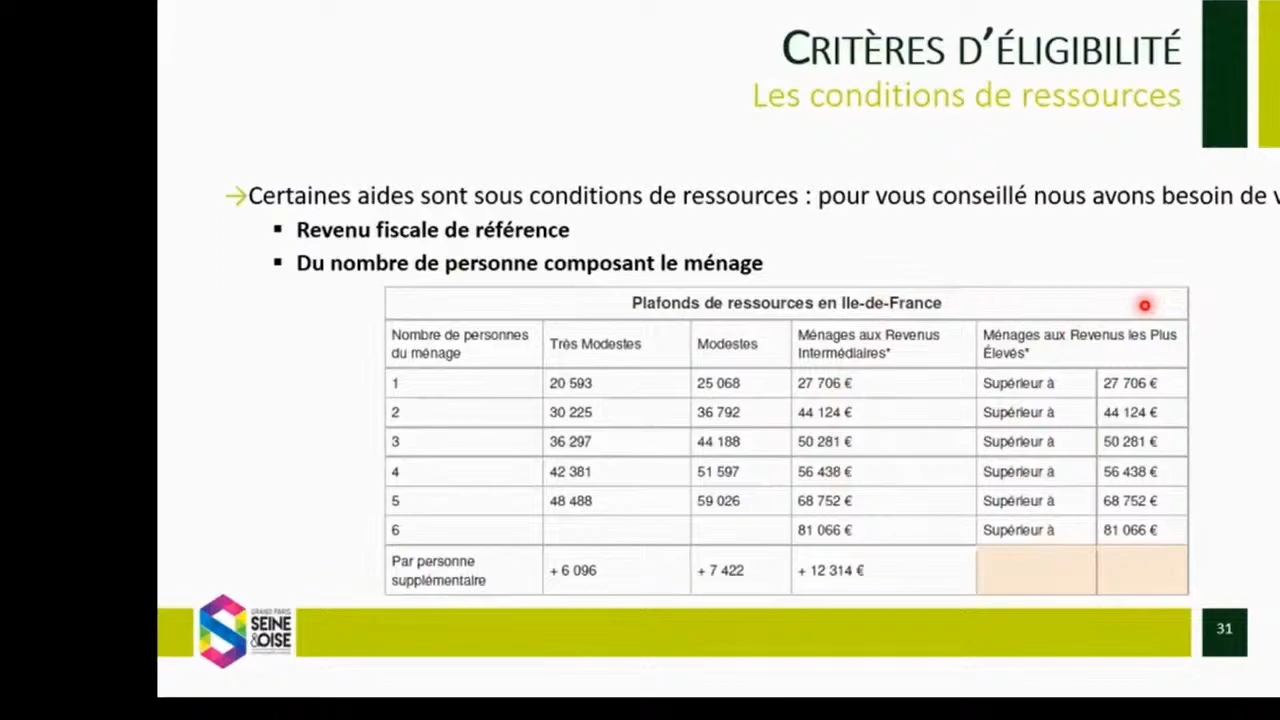 CRITÈRES D'ÉLIGIBILITÉ
Les conditions de ressources
→Certaines aides sont sous conditions de ressources : pour vous conseillé nous avons besoin de
▪ Revenu fiscale de référence
▪ Du nombre de personne composant le ménage
Plafonds de ressources en Ile-de-France
Nombre de personnes du ménage Très Modestes Modestes Ménages aux Revenus Intermédiaires* Ménages aux Revenus les Plus Élevés*
1 20 593 25 068 27 706 € Supérieur à 27 706 €
2 30 225 36 792 44 124 € Supérieur à 44 124 €
3 36 297 44 188 50 281 € Supérieur à 50 281 €
4 42 381 51 597 56 438 € Supérieur à 56 438 €
5 48 488 59 026 68 752 € Supérieur à 68 752 €
6 81 066 € Supérieur à 81 066 €
Par personne supplémentaire + 6 096 + 7 422 + 12 314 €
GRAND PARIS
SEINE
&OISE
31